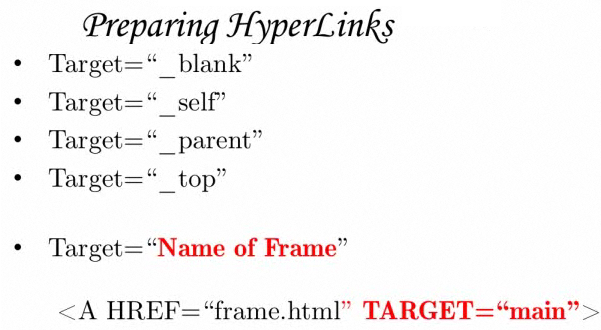 Preparing HyperLinks
• Target=“_blank”
• Target=“_self”
• Target=“_parent”
• Target=“_top”
• Target=“Name of Frame”
<A HREF=“frame.html” TARGET=“main”>